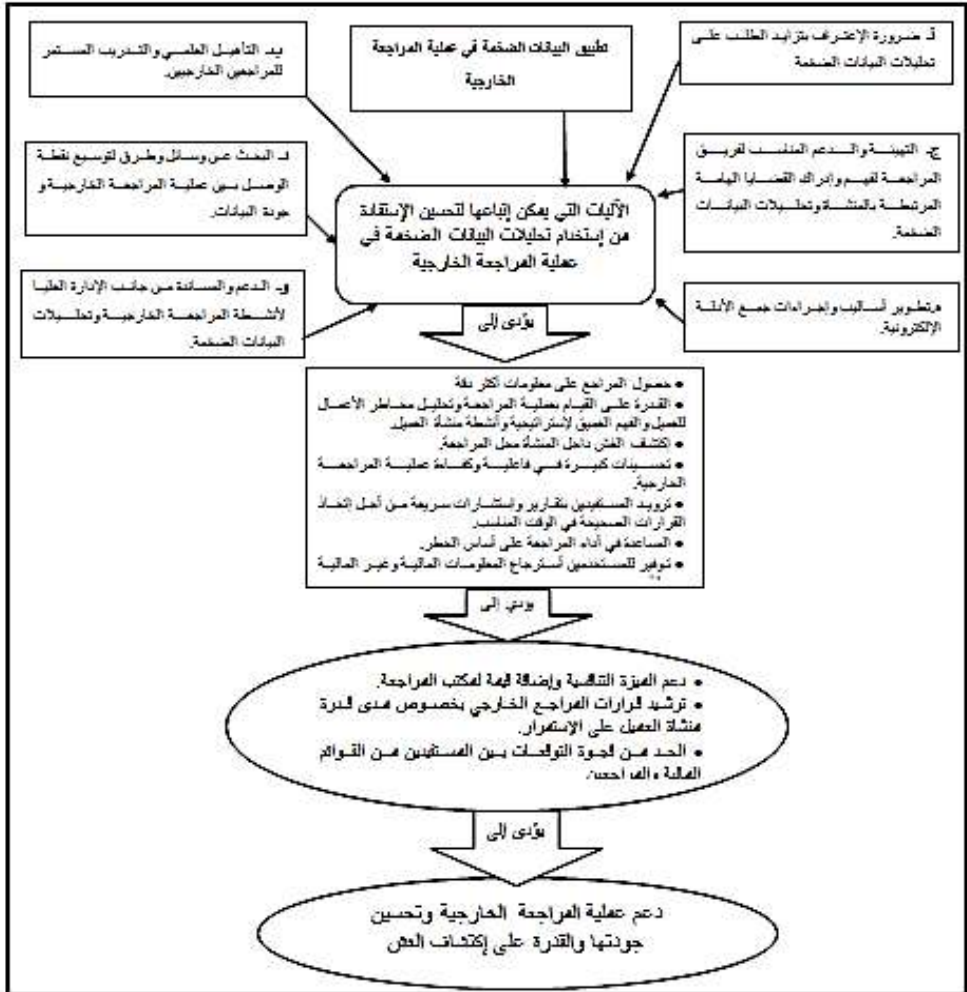 تطبيق البيانات الضخمة في عملية المراجعة
الخارجية
أ- ضرورة الإعتراف بتزايد الطلب على
تحليلات البيانات الضخمة
ب- التأهيل العلمي والتدريب المستمر
للمراجعين الخارجيين.
ج- التهيئة والدعم المناسب لفريق
المراجعة لفهم وإدراك القضايا الهامة
المرتبطة بالمنشأة وتحليلات البيانات
الضخمة.
د- البحث عن وسائل وطرق لتوسيع نقطة
الوصل بين عملية المراجعة الخارجية و
جودة البيانات.
هـ تطوير أساليب وإجراءات جمع الأدلة
الإلكترونية.
و- الدعم والمساندة من جانب الإدارة العليا
لأنشطة المراجعة الخارجية وتحليلات
البيانات الضخمة.
الآليات التي يمكن إتباعها لتحسين الإستفادة
من إستخدام تحليلات البيانات الضخمة في
عملية المراجعة الخارجية
يؤدى إلى
● حصول المراجع على معلومات أكثر دقة
● القدرة على القيام بعملية المراجعة وتحليل مخاطر الأعمال
للعميل والفهم العميق لإستراتيجية وأنشطة منشأة العميل.
● إكتشاف الغش داخل المنشأة محل المراجعة.
● تحسينات كبيرة في فاعلية وكفاءة عملية المراجعة
الخارجية.
● تزويد المستفيدين بتقارير واستشارات سريعة من أجل إتخاذ
القرارات الصحيحة في الوقت المناسب.
● المساعدة في أداء المراجعة على أساس الخطر.
● توفير للمستخدمين أسترجاع المعلومات المالية وغير المالية
يؤدي إلى
● دعم الميزة التنافسية وإضافة قيمة لمكتب المراجعة.
● ترشيد قرارات المراجع الخارجي بخصوص مدى قدرة
منشأة العميل على الإستمرار.
● الحد من فجوة التوقعات بين المستفيدين من القوائم
المالية والمراجعين.
يؤدى إلى
دعم عملية المراجعة الخارجية وتحسين
جودتها والقدرة على إكتشاف الغش